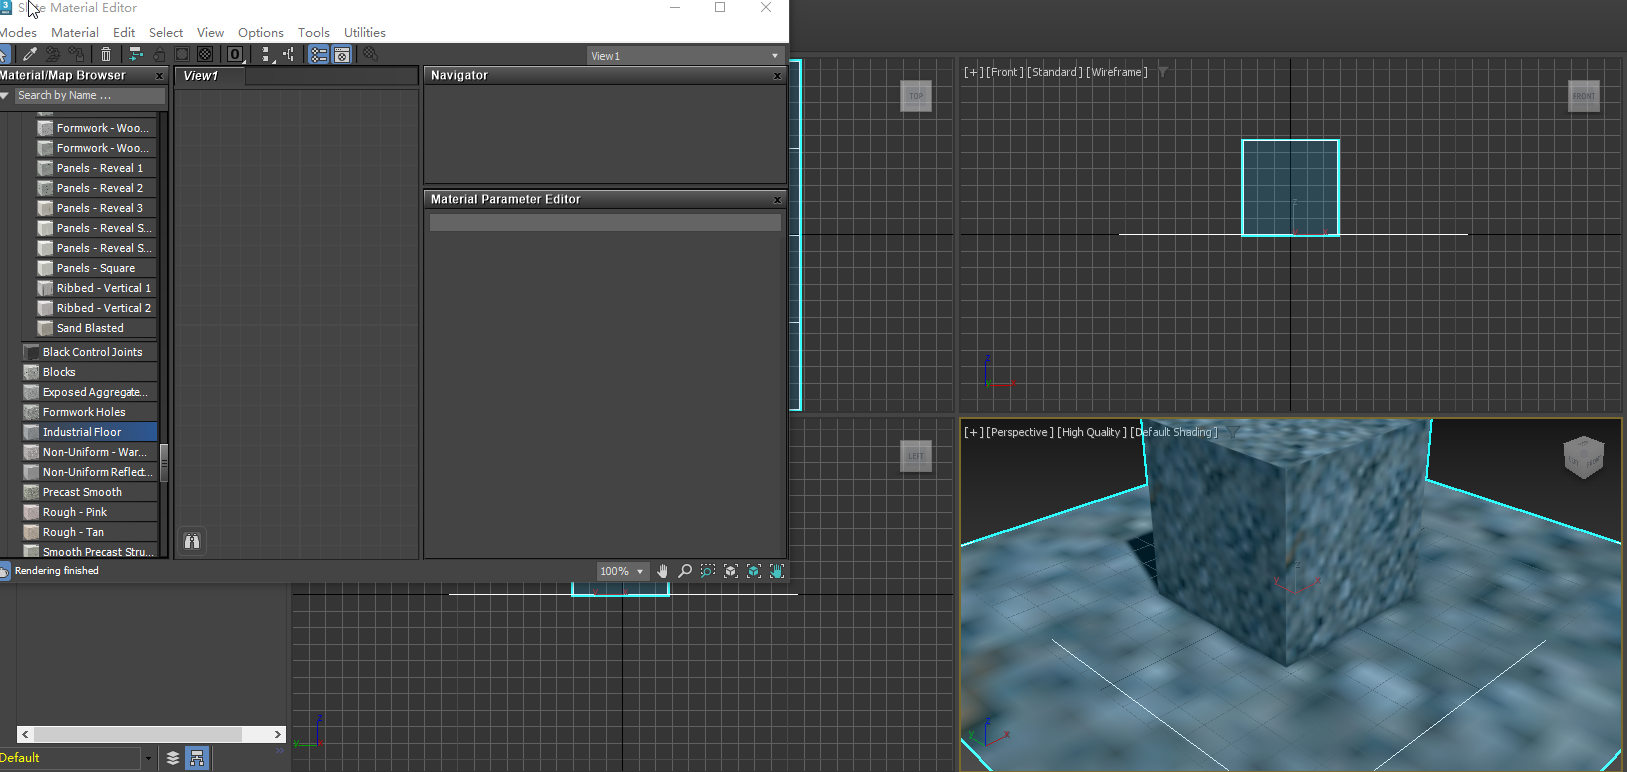 Slate Material Editor
Modes Material Edit Select View Options Tools Utilities
0
View1
Material/Map Browser
Search by Name ...
Formwork - Woo...
Formwork - Woo...
Panels - Reveal 1
Panels - Reveal 2
Panels - Reveal 3
Panels - Reveal S...
Panels - Reveal S...
Panels - Square
Ribbed - Vertical 1
Ribbed - Vertical 2
Sand Blasted
Black Control Joints
Blocks
Exposed Aggregate...
Formwork Holes
Industrial Floor
Non-Uniform - War...
Non-Uniform Reflect...
Precast Smooth
Rough - Pink
Rough - Tan
Smooth Precast Stru...
View1
Navigator
Material Parameter Editor
Rendering finished
100%
TOP
[+] [Front ] [Standard ] [Wireframe ]
FRONT
z
z
y
x
LEFT
z
y
[+] [Perspective ] [High Quality ] [Default Shading ]
LEFT
FRONT
z
y
x
z
y
x
Default